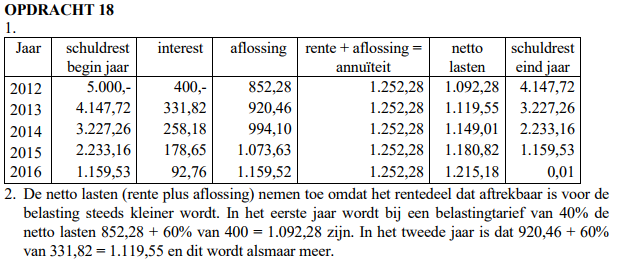 OPDRACHT 18
1.
Jaar schuldrest begin jaar interest aflossing rente + aflossing = annuïteit netto lasten schuldrest eind jaar
2012 5.000,- 400,- 852,28 1.252,28 1.092,28 4.147,72
2013 4.147,72 331,82 920,46 1.252,28 1.119,55 3.227,26
2014 3.227,26 258,18 994,10 1.252,28 1.149,01 2.233,16
2015 2.233,16 178,65 1.073,63 1.252,28 1.180,82 1.159,53
2016 1.159,53 92,76 1.159,52 1.252,28 1.215,18 0,01
2. De netto lasten (rente plus aflossing) nemen toe omdat het rentedeel dat aftrekbaar is voor de
belasting steeds kleiner wordt. In het eerste jaar wordt bij een belastingtarief van 40% de
netto lasten 852,28 + 60% van 400 = 1.092,28 zijn. In het tweede jaar is dat 920,46 + 60%
van 331,82 = 1.119,55 en dit wordt alsmaar meer.